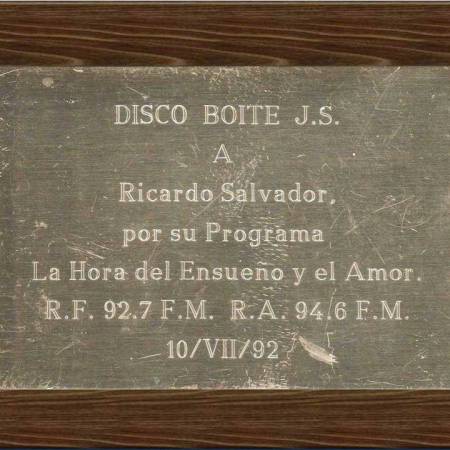 DISCO BOITE J.S.
A
Ricardo Salvador,
por su Programa
La Hora del Ensueño y el Amor.
R.F. 92.7 F.M. R.A. 94.6 F.M.
10/VII/92